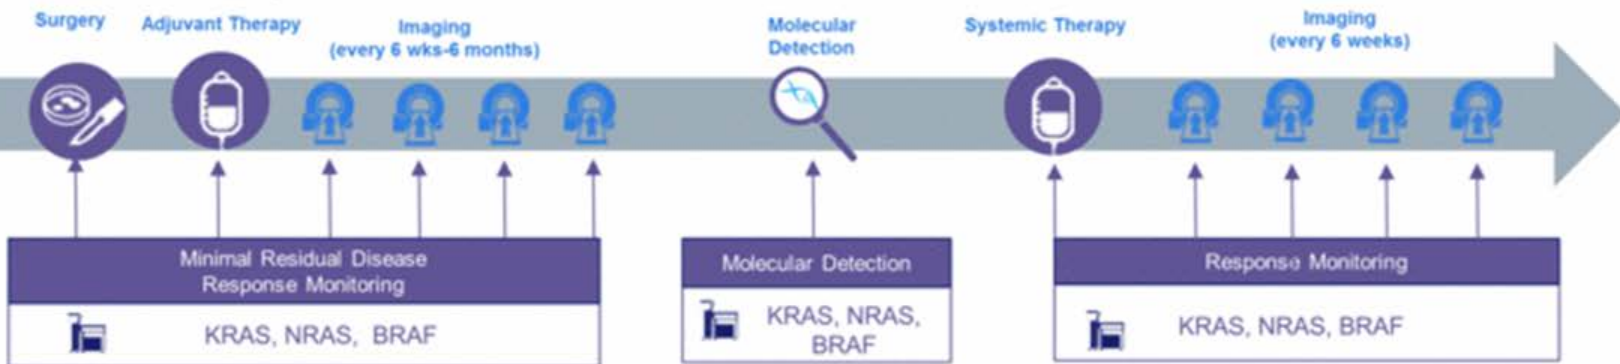 Surgery
Adjuvant Therapy
Imaging
(every 6 wks-6 months)
Molecular
Detection
Systemic Therapy
Imaging
(every 6 weeks)
Minimal Residual Disease
Response Monitoring
KRAS, NRAS, BRAF
Molecular Detection
KRAS, NRAS,
BRAF
Response Monitoring
KRAS, NRAS, BRAF